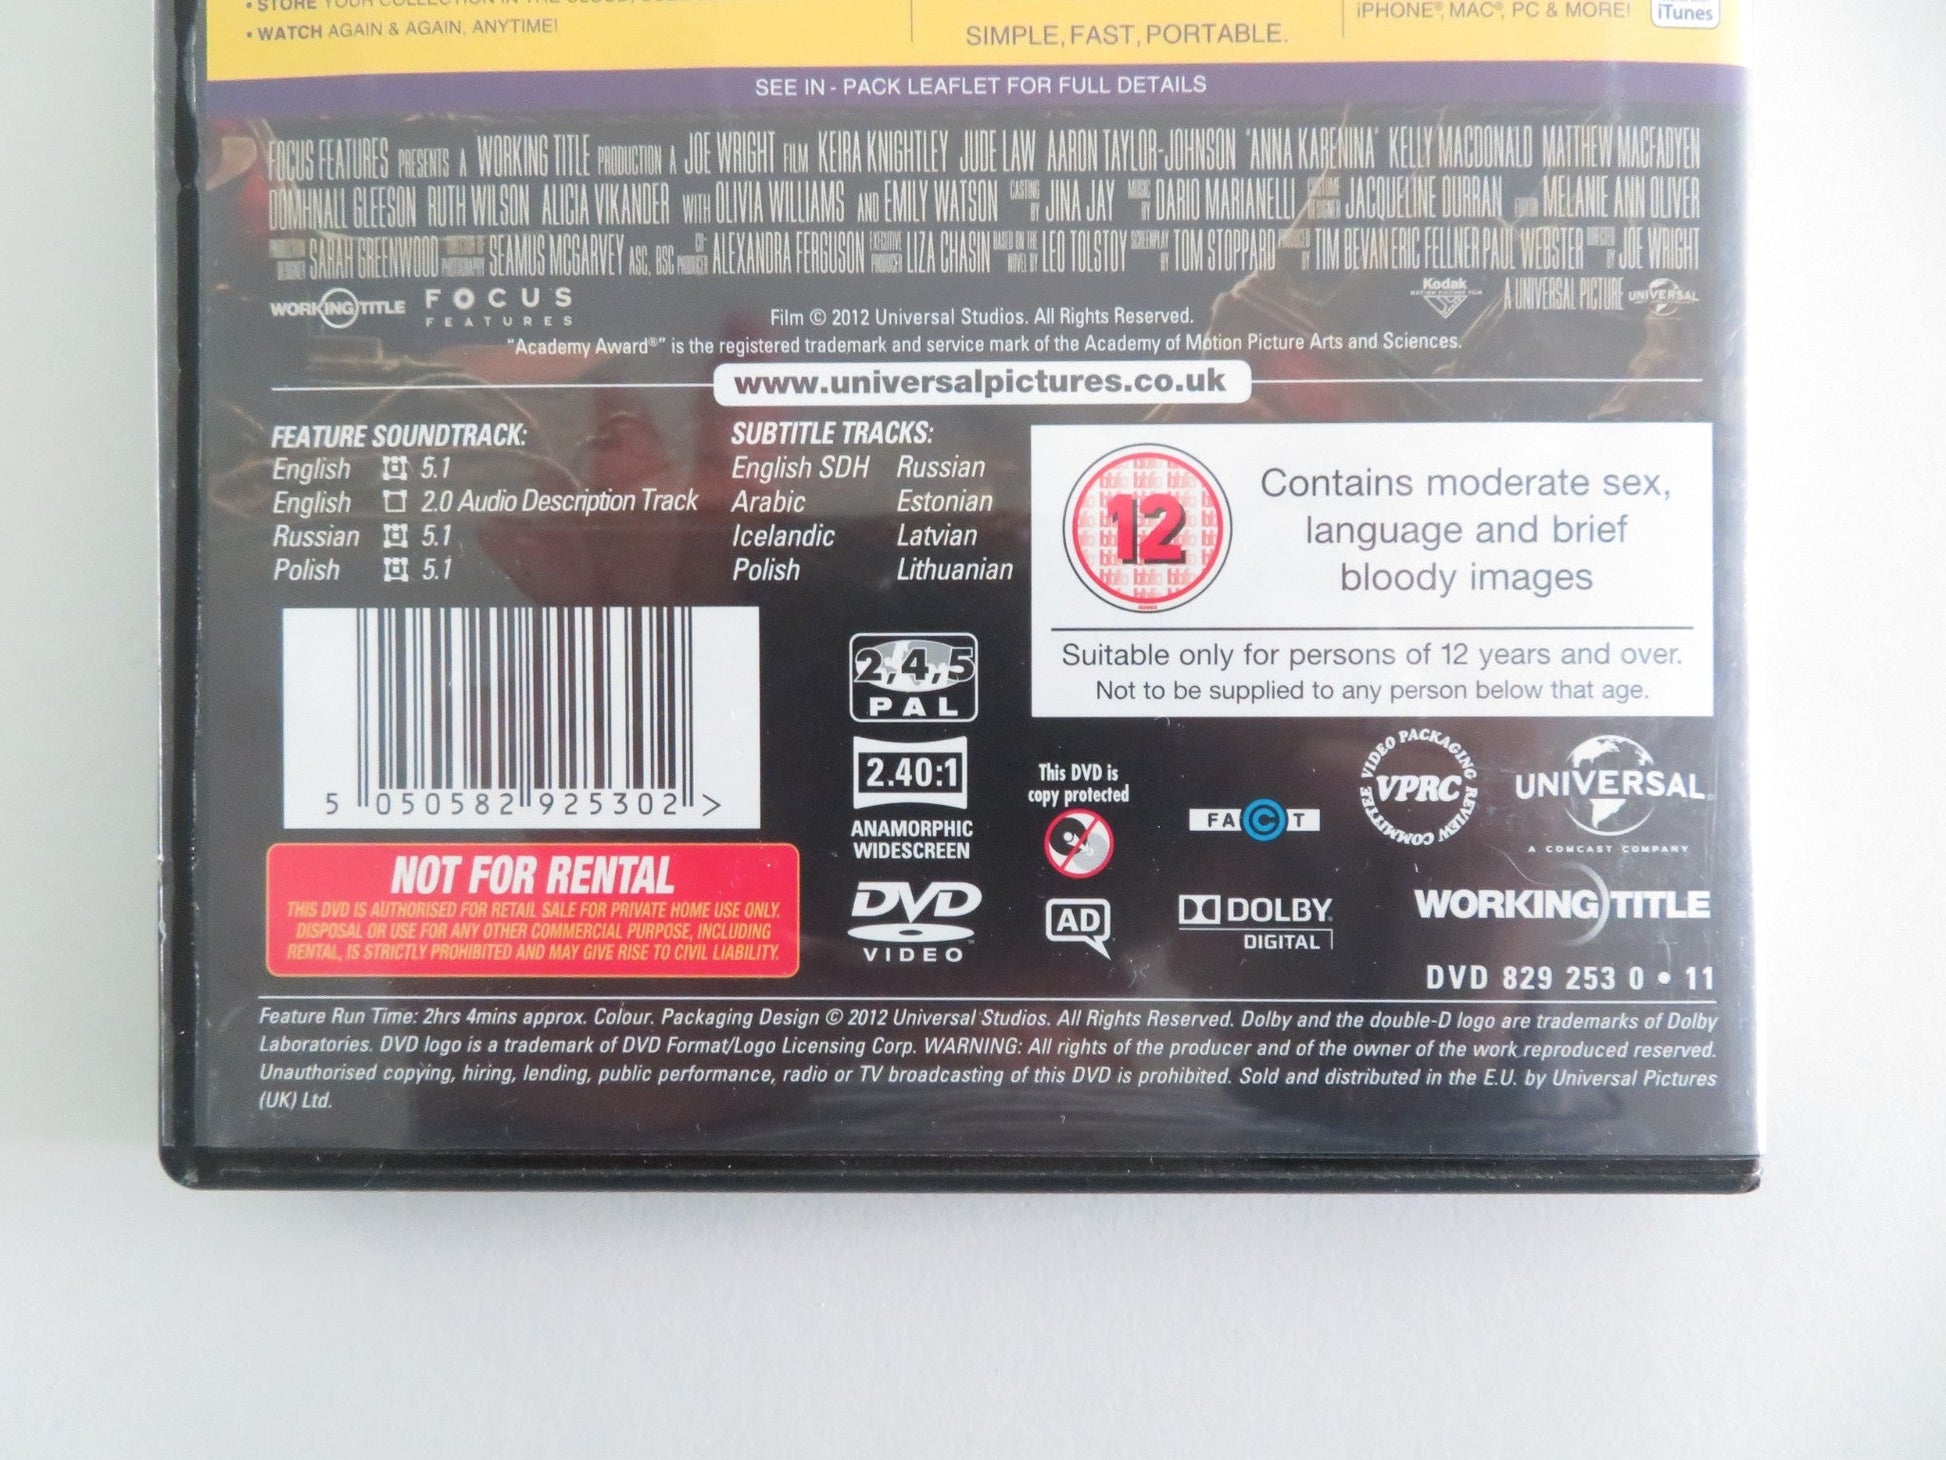 • WATCH AGAIN & AGAIN, ANYTIME!
SIMPLE, FAST, PORTABLE.
iPHONE®, MAC®, PC & MORE!
iTunes
SEE IN - PACK LEAFLET FOR FULL DETAILS
FOCUS FEATURES PRESENTS A WORKING TITLE PRODUCTION A JOE WRIGHT FILM KEIRA KNIGHTLEY JUDE LAW AARON TAYLOR-JOHNSON "ANNA KARENINA" KELLY MACDONALD MATTHEW MACFADYEN
DOMHNALL GLEESON RUTH WILSON ALICIA VIKANDER WITH OLIVIA WILLIAMS AND EMILY WATSON CASTING BY JINA JAY MUSIC BY DARIO MARIANELLI COSTUME DESIGNER JACQUELINE DURRAN EDITOR MELANIE ANN OLIVER
PRODUCTION DESIGNER SARAH GREENWOOD DIRECTOR OF PHOTOGRAPHY SEAMUS MCGARVEY ASC, BSC CO-PRODUCER ALEXANDRA FERGUSON EXECUTIVE PRODUCER LIZA CHASIN BASED ON THE NOVEL BY LEO TOLSTOY SCREENPLAY BY TOM STOPPARD PRODUCED BY TIM BEVAN ERIC FELLNER PAUL WEBSTER DIRECTED BY JOE WRIGHT
WORKING TITLE FOCUS FEATURES
Kodak
MOTION PICTURE FILM
A UNIVERSAL PICTURE UNIVERSAL
Film © 2012 Universal Studios. All Rights Reserved.
"Academy Award®" is the registered trademark and service mark of the Academy of Motion Picture Arts and Sciences.
www.universalpictures.co.uk
FEATURE SOUNDTRACK:
English 5.1
English 2.0 Audio Description Track
Russian 5.1
Polish 5.1
SUBTITLE TRACKS:
English SDH Russian
Arabic Estonian
Icelandic Latvian
Polish Lithuanian
12
Contains moderate sex,
language and brief
bloody images
Suitable only for persons of 12 years and over.
Not to be supplied to any person below that age.
5 050582 925302 >
NOT FOR RENTAL
THIS DVD IS AUTHORISED FOR RETAIL SALE FOR PRIVATE HOME USE ONLY.
DISPOSAL OR USE FOR ANY OTHER COMMERCIAL PURPOSE, INCLUDING
RENTAL, IS STRICTLY PROHIBITED AND MAY GIVE RISE TO CIVIL LIABILITY.
2,4,5
PAL
2.40:1
ANAMORPHIC
WIDESCREEN
DVD
VIDEO
This DVD is
copy protected
AD
FACT
DOLBY
DIGITAL
VIDEO PACKAGING REVIEW COMMITTEE
VPRC
UNIVERSAL
A COMCAST COMPANY
WORKING TITLE
DVD 829 253 0 • 11
Feature Run Time: 2hrs 4mins approx. Colour. Packaging Design © 2012 Universal Studios. All Rights Reserved. Dolby and the double-D logo are trademarks of Dolby
Laboratories. DVD logo is a trademark of DVD Format/Logo Licensing Corp. WARNING: All rights of the producer and of the owner of the work reproduced reserved.
Unauthorised copying, hiring, lending, public performance, radio or TV broadcasting of this DVD is prohibited. Sold and distributed in the E.U. by Universal Pictures
(UK) Ltd.